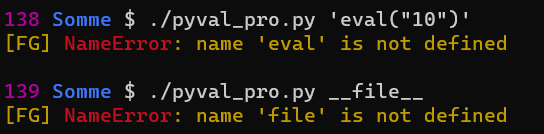 138 Somme $ ./pyval_pro.py 'eval("10")'
[FG] NameError: name 'eval' is not defined
139 Somme $ ./pyval_pro.py __file__
[FG] NameError: name 'file' is not defined